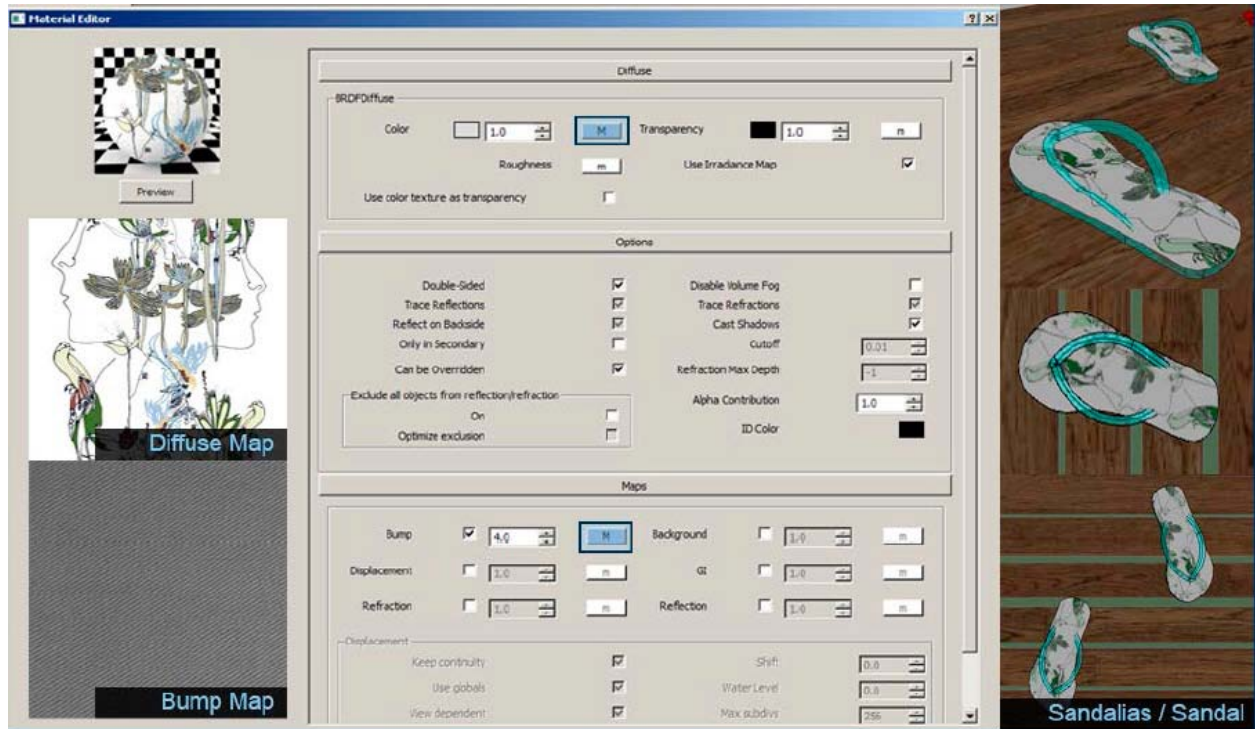 Material Editor
Preview
Diffuse Map
Bump Map
Diffuse
BRDFDiffuse
Color 1.0 M Transparency 1.0 m
Roughness m Use Irradiance Map
Use color texture as transparency
Options
Double-Sided Disable Volume Fog
Trace Reflections Trace Refractions
Reflect on Backside Cast Shadows
Only in Secondary Cutoff 0.01
Can be Overridden Refraction Max Depth -1
Exclude all objects from reflection/refraction Alpha Contribution 1.0
On ID Color
Optimize exclusion
Maps
Bump 4.0 M Background 1.0 m
Displacement 1.0 m GI 1.0 m
Refraction 1.0 m Reflection 1.0 m
Displacement
Keep continuity Shift 0.0
Use globals Water Level 0.0
View dependent Max subdivs 256
Sandalias / Sandal